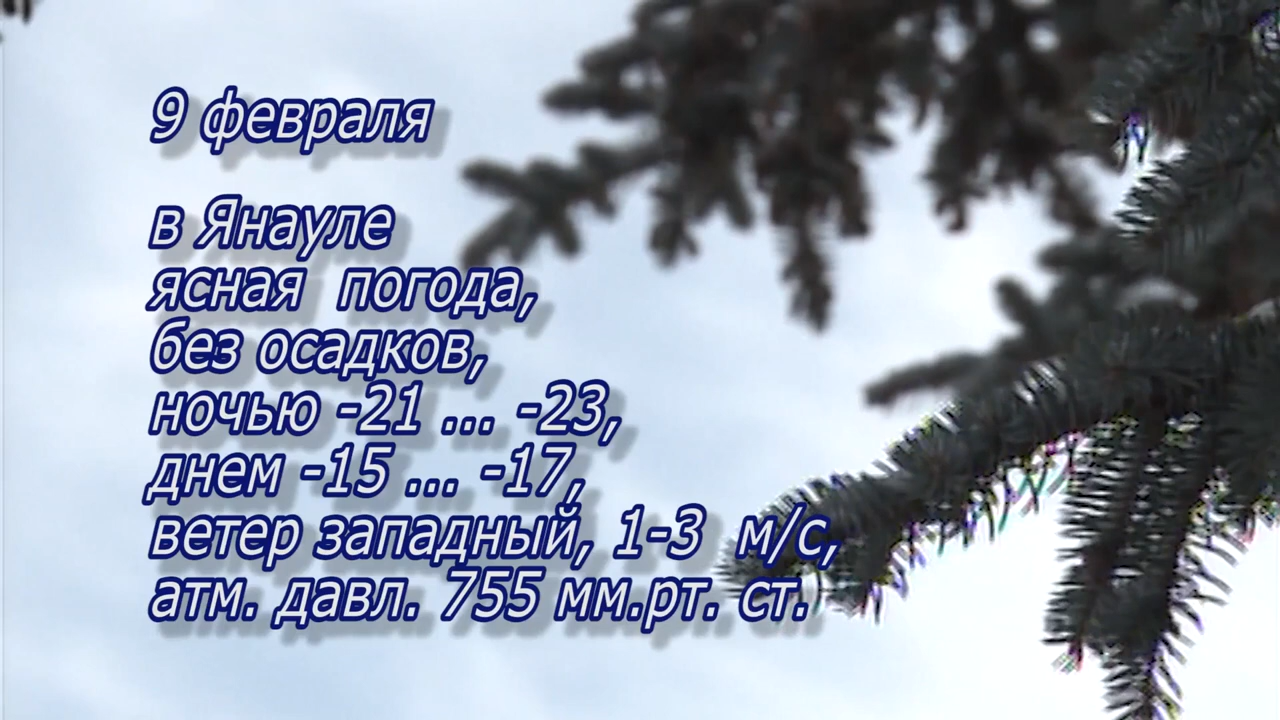 9 февраля
в Янауле
ясная погода,
без осадков,
ночью -21 ... -23,
днем -15 ... -17,
ветер западный, 1-3 м/с,
атм. давл. 755 мм.рт. ст.